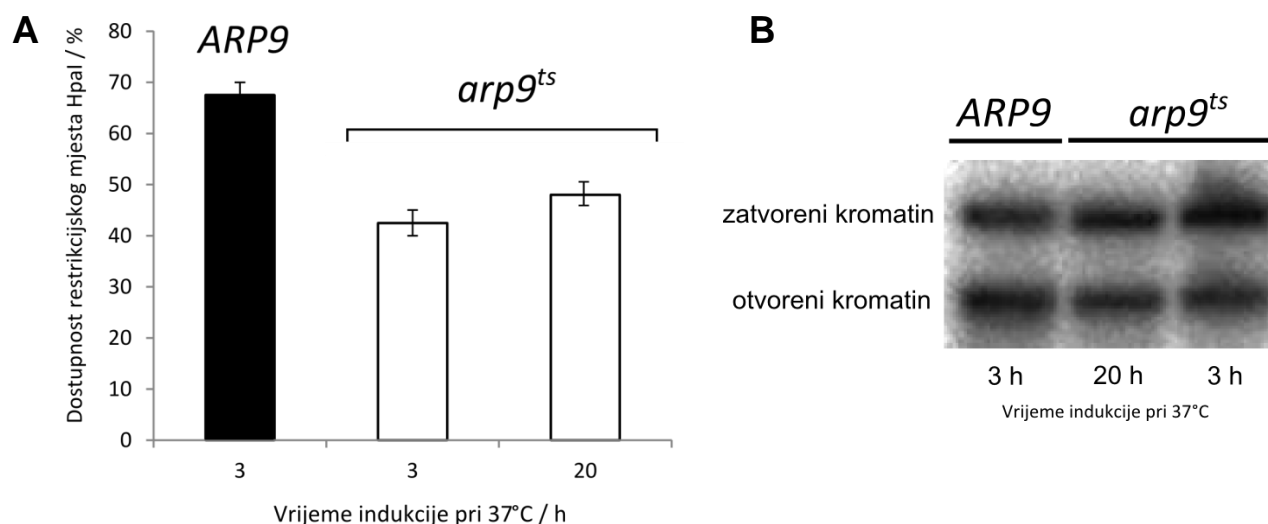 A
Dostupnost restrikcijskog mjesta HpaI / %
80
70
60
50
40
30
20
10
0
ARP9
arp9ts
3
3
20
Vrijeme indukcije pri 37°C / h
B
ARP9
arp9ts
zatvoreni kromatin
otvoreni kromatin
3 h
20 h
3 h
Vrijeme indukcije pri 37°C